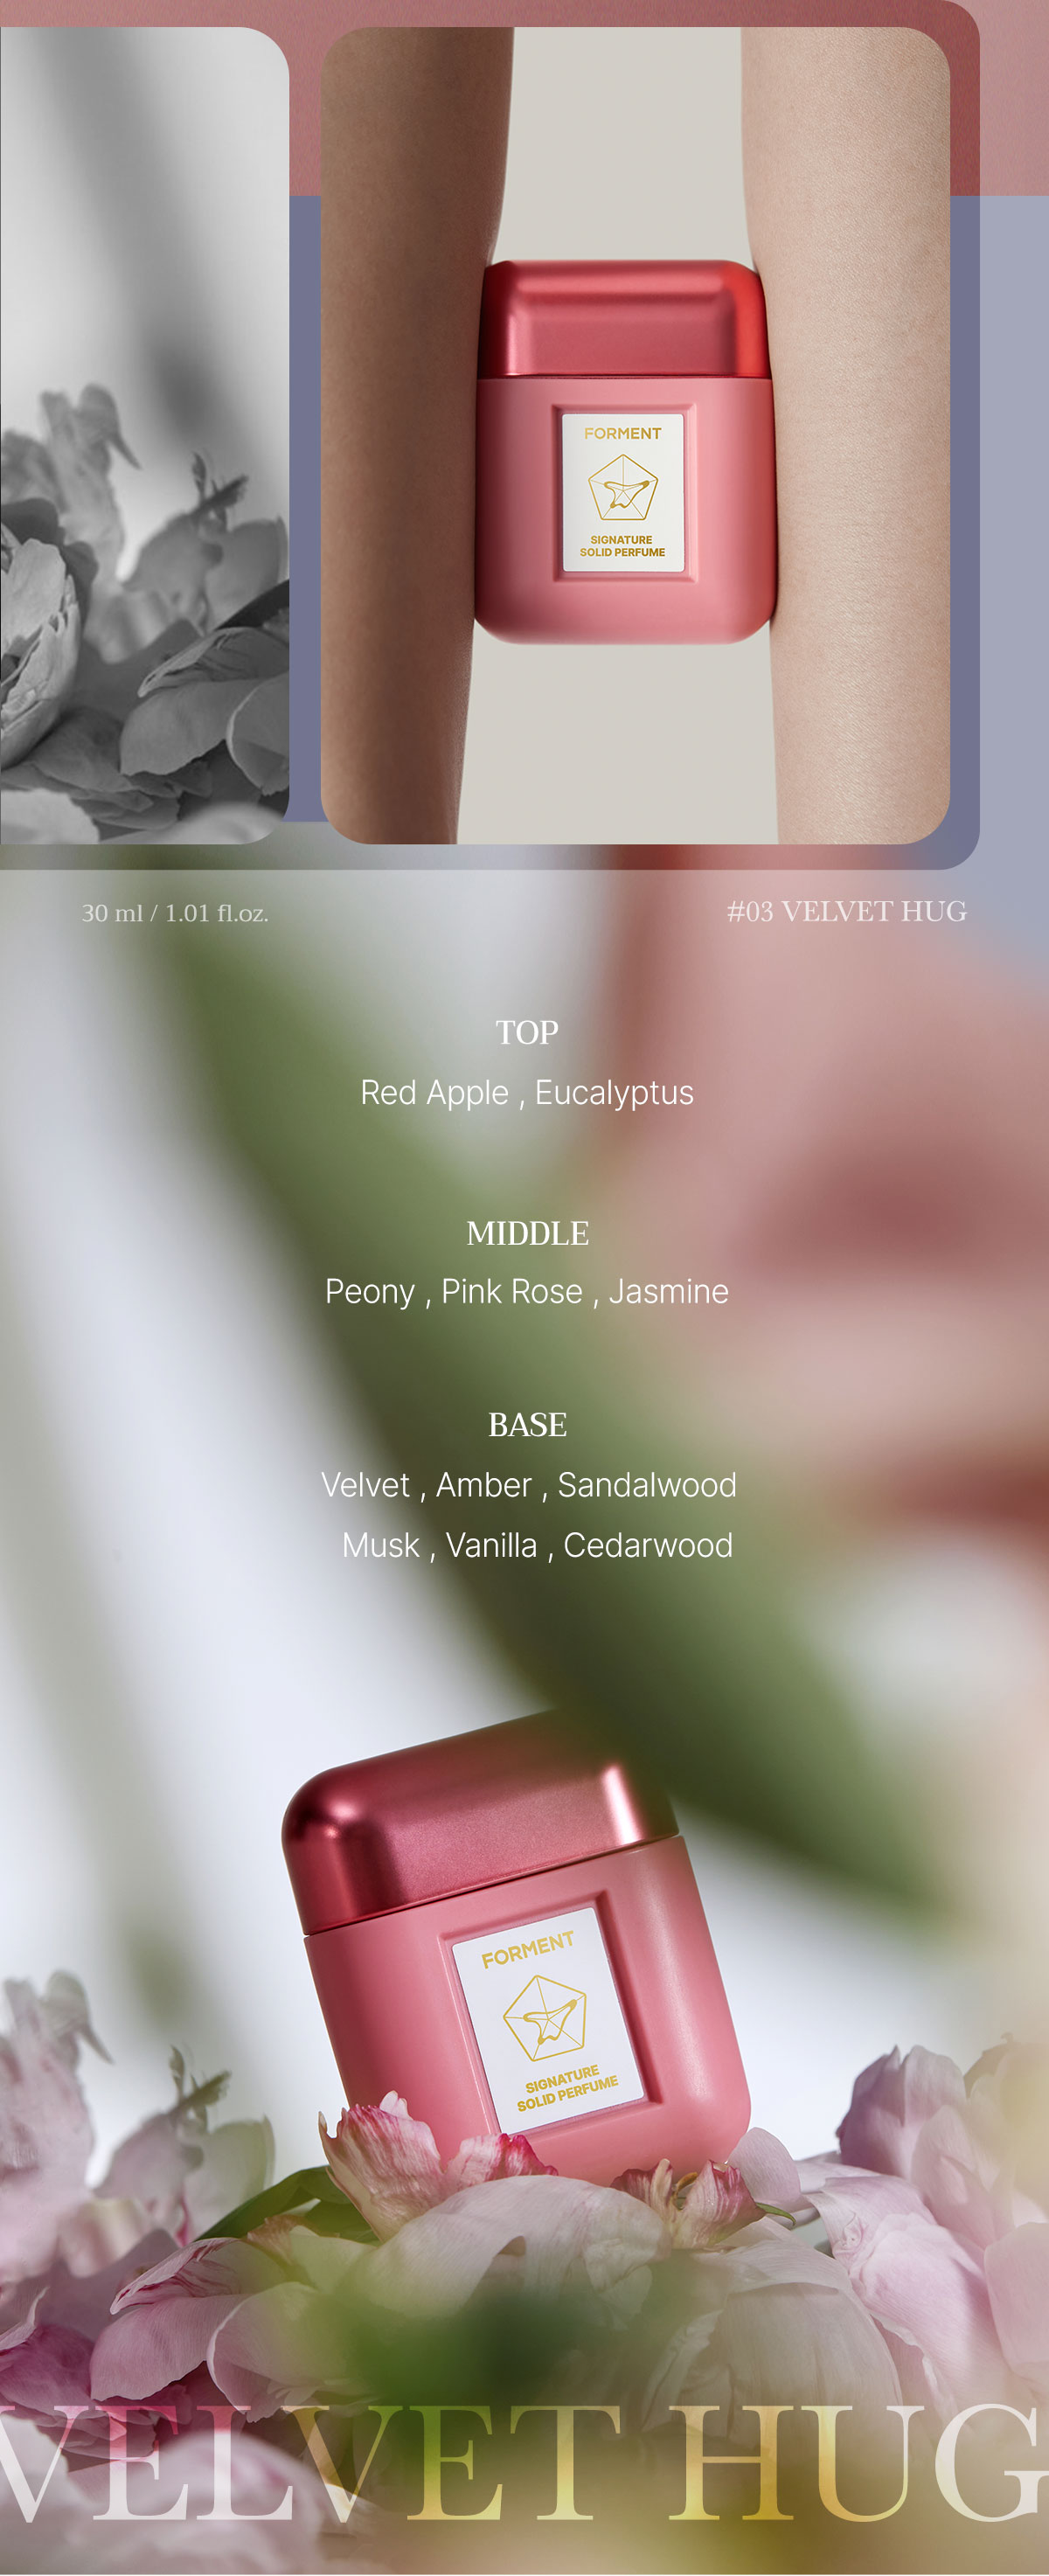 FORMENT
SIGNATURE
SOLID PERFUME
30 ml / 1.01 fl.oz.
#03 VELVET HUG
TOP
Red Apple , Eucalyptus
MIDDLE
Peony , Pink Rose , Jasmine
BASE
Velvet , Amber , Sandalwood
Musk , Vanilla , Cedarwood
FORMENT
SIGNATURE
SOLID PERFUME
VELVET HUG